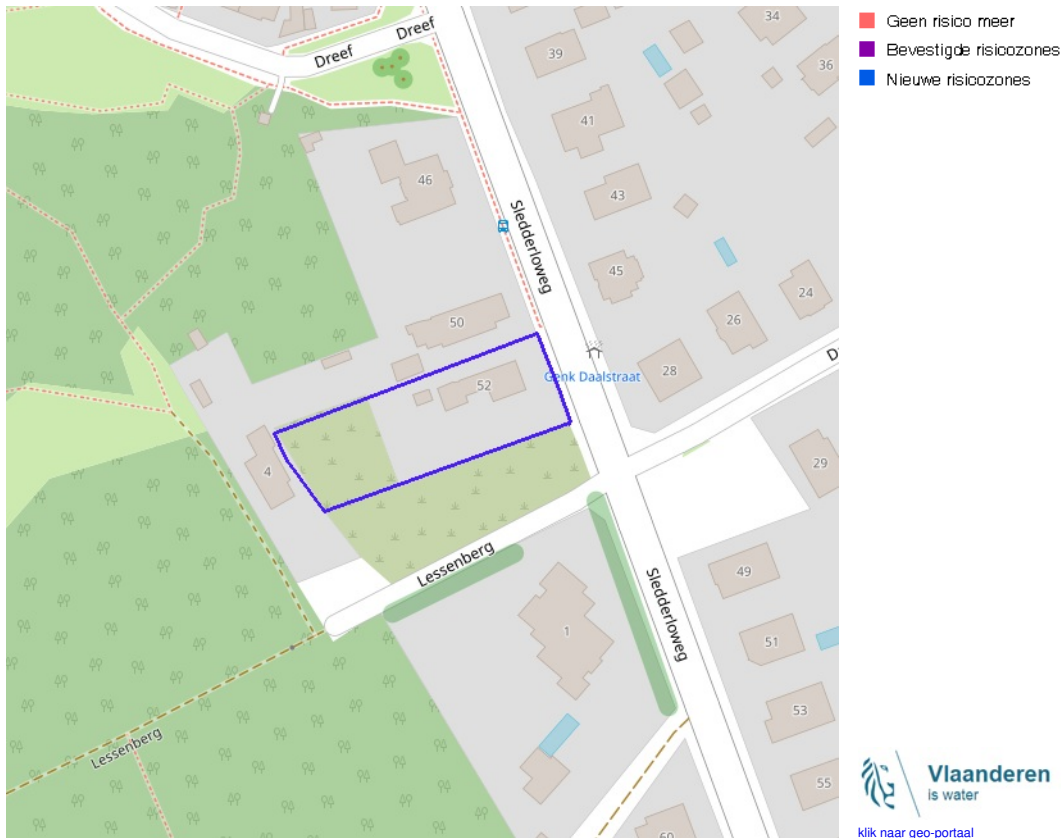 Geen risico meer
Bevestigde risicozones
Nieuwe risicozones
Dreef
Dreef
34
39
36
41
46
43
Sledderloweg
45
24
26
50
28
52
Genk Daalstraat
4
29
Lessenberg
49
Sledderloweg
1
51
53
Lessenberg
55
60
Vlaanderen
is water
klik naar geo-portaal